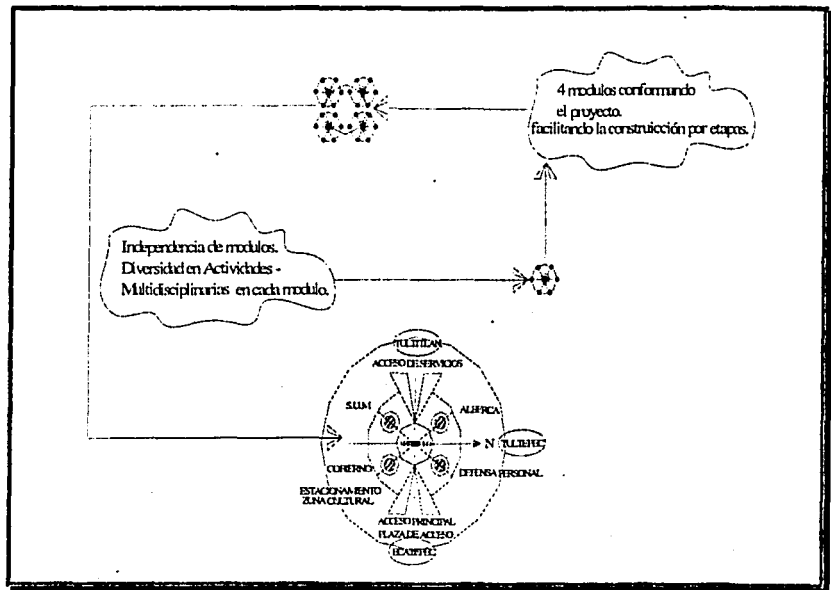 4 modulos conformando
el proyecto.
facilitando la construicción por etapas.
Independencia de modulos.
Diversidad en Actividades -
Multidisciplinarias en cada modulo.
TULTITLAN
ACCESO DE SERVICIOS
S.U.M
ALBERCA
N
TULTEPEC
GOBIERNO
DEFENSA PERSONAL
ESTACIONAMIENTO
ZONA CULTURAL
ACCESO PRINCIPAL
PLAZA DE ACCESO
ECATEPEC